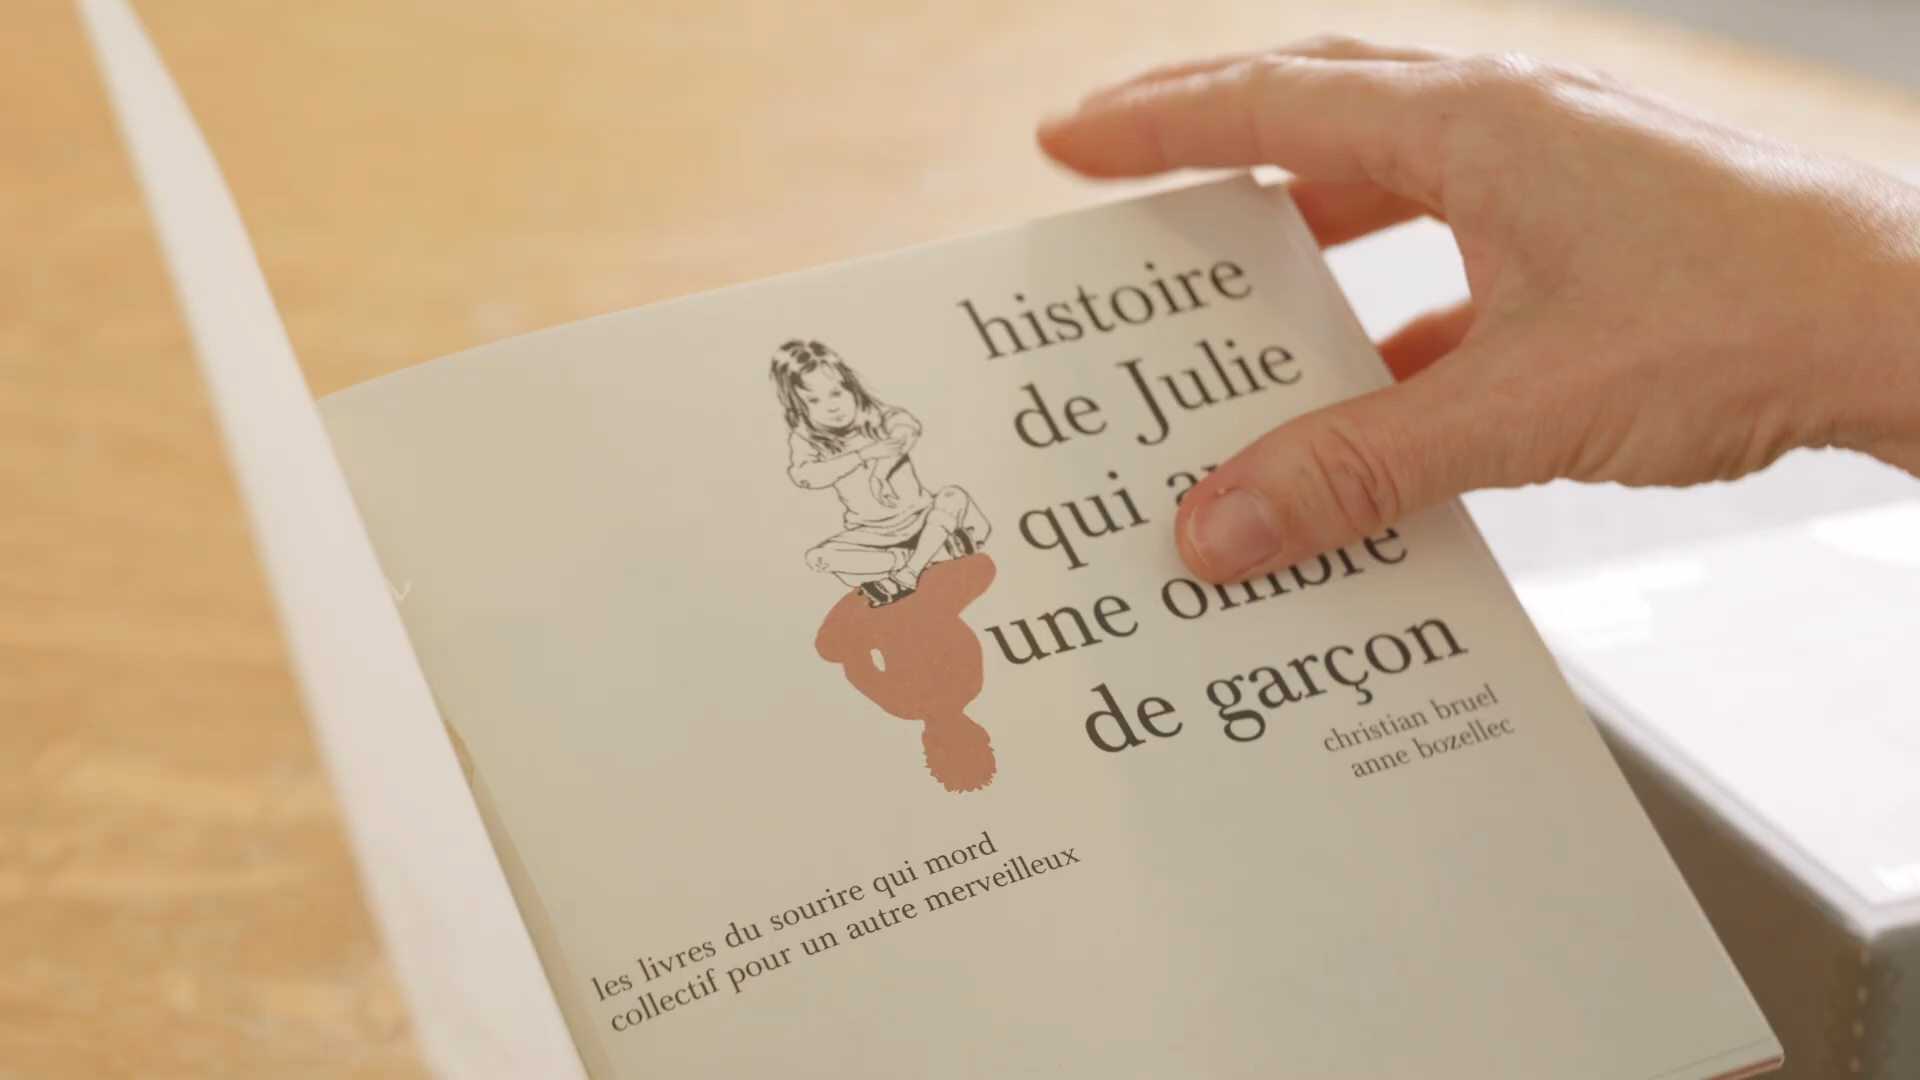 histoire
de Julie
qui
une ombre
de garçon
christian bruel
anne bozellec
les livres du sourire qui mord
collectif pour un autre merveilleux